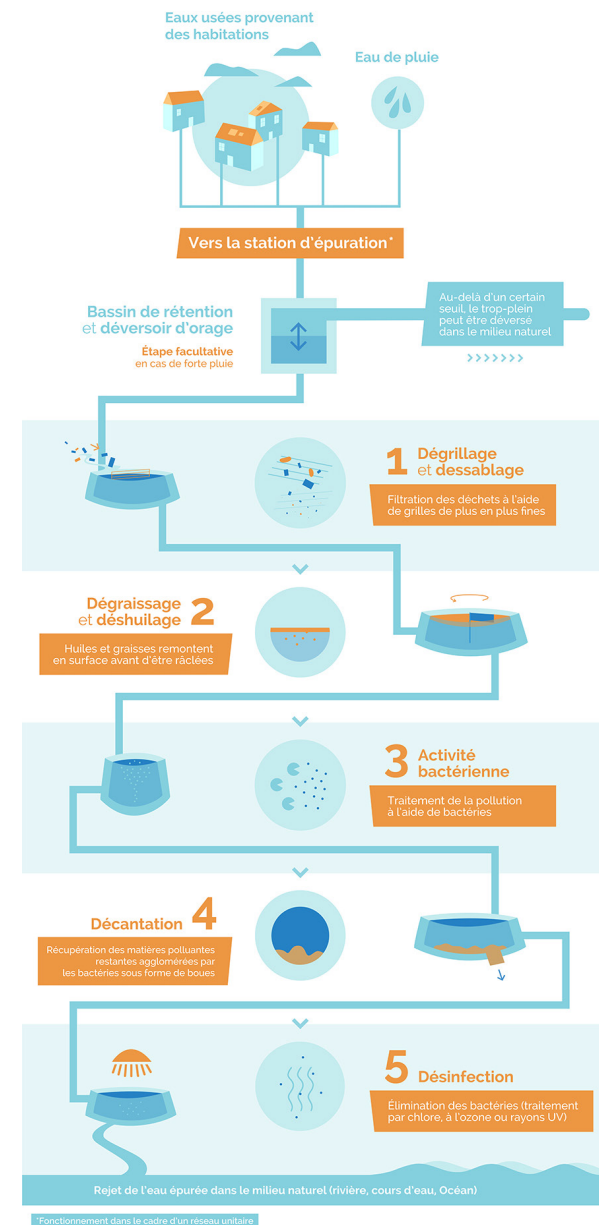 Eaux usées provenant
des habitations
Eau de pluie
Vers la station d'épuration*
Bassin de rétention
et déversoir d'orage
Étape facultative
en cas de forte pluie
Au-delà d'un certain
seuil, le trop-plein
peut être déversé
dans le milieu naturel
1 Dégrillage
et dessablage
Filtration des déchets à l'aide
de grilles de plus en plus fines
Dégraissage
et déshuilage 2
Huiles et graisses remontent
en surface avant d'être râclées
3 Activité
bactérienne
Traitement de la pollution
à l'aide de bactéries
Décantation 4
Récupération des matières polluantes
restantes agglomérées par
les bactéries sous forme de boues
5 Désinfection
Élimination des bactéries (traitement
par chlore, à l'ozone ou rayons UV)
Rejet de l'eau épurée dans le milieu naturel (rivière, cours d'eau, Océan)
*Fonctionnement dans le cadre d'un réseau unitaire